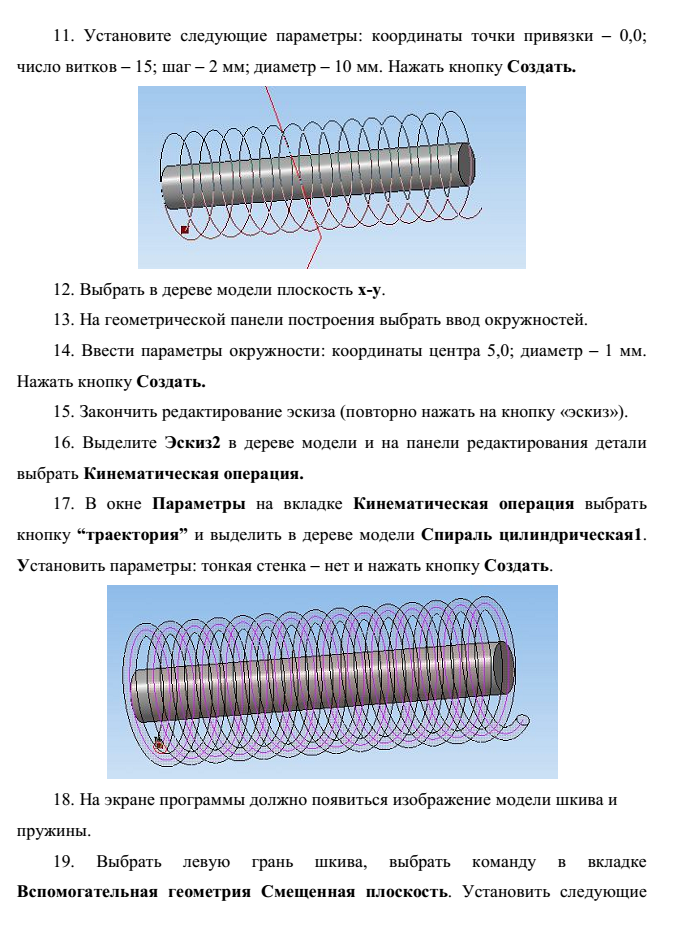 11. Установите следующие параметры: координаты точки привязки – 0,0;
число витков – 15; шаг – 2 мм; диаметр – 10 мм. Нажать кнопку Создать.
12. Выбрать в дереве модели плоскость x-y.
13. На геометрической панели построения выбрать ввод окружностей.
14. Ввести параметры окружности: координаты центра 5,0; диаметр – 1 мм.
Нажать кнопку Создать.
15. Закончить редактирование эскиза (повторно нажать на кнопку «эскиз»).
16. Выделите Эскиз2 в дереве модели и на панели редактирования детали
выбрать Кинематическая операция.
17. В окне Параметры на вкладке Кинематическая операция выбрать
кнопку “траектория” и выделить в дереве модели Спираль цилиндрическая1.
Установить параметры: тонкая стенка – нет и нажать кнопку Создать.
18. На экране программы должно появиться изображение модели шкива и
пружины.
19. Выбрать левую грань шкива, выбрать команду в вкладке
Вспомогательная геометрия Смещенная плоскость. Установить следующие